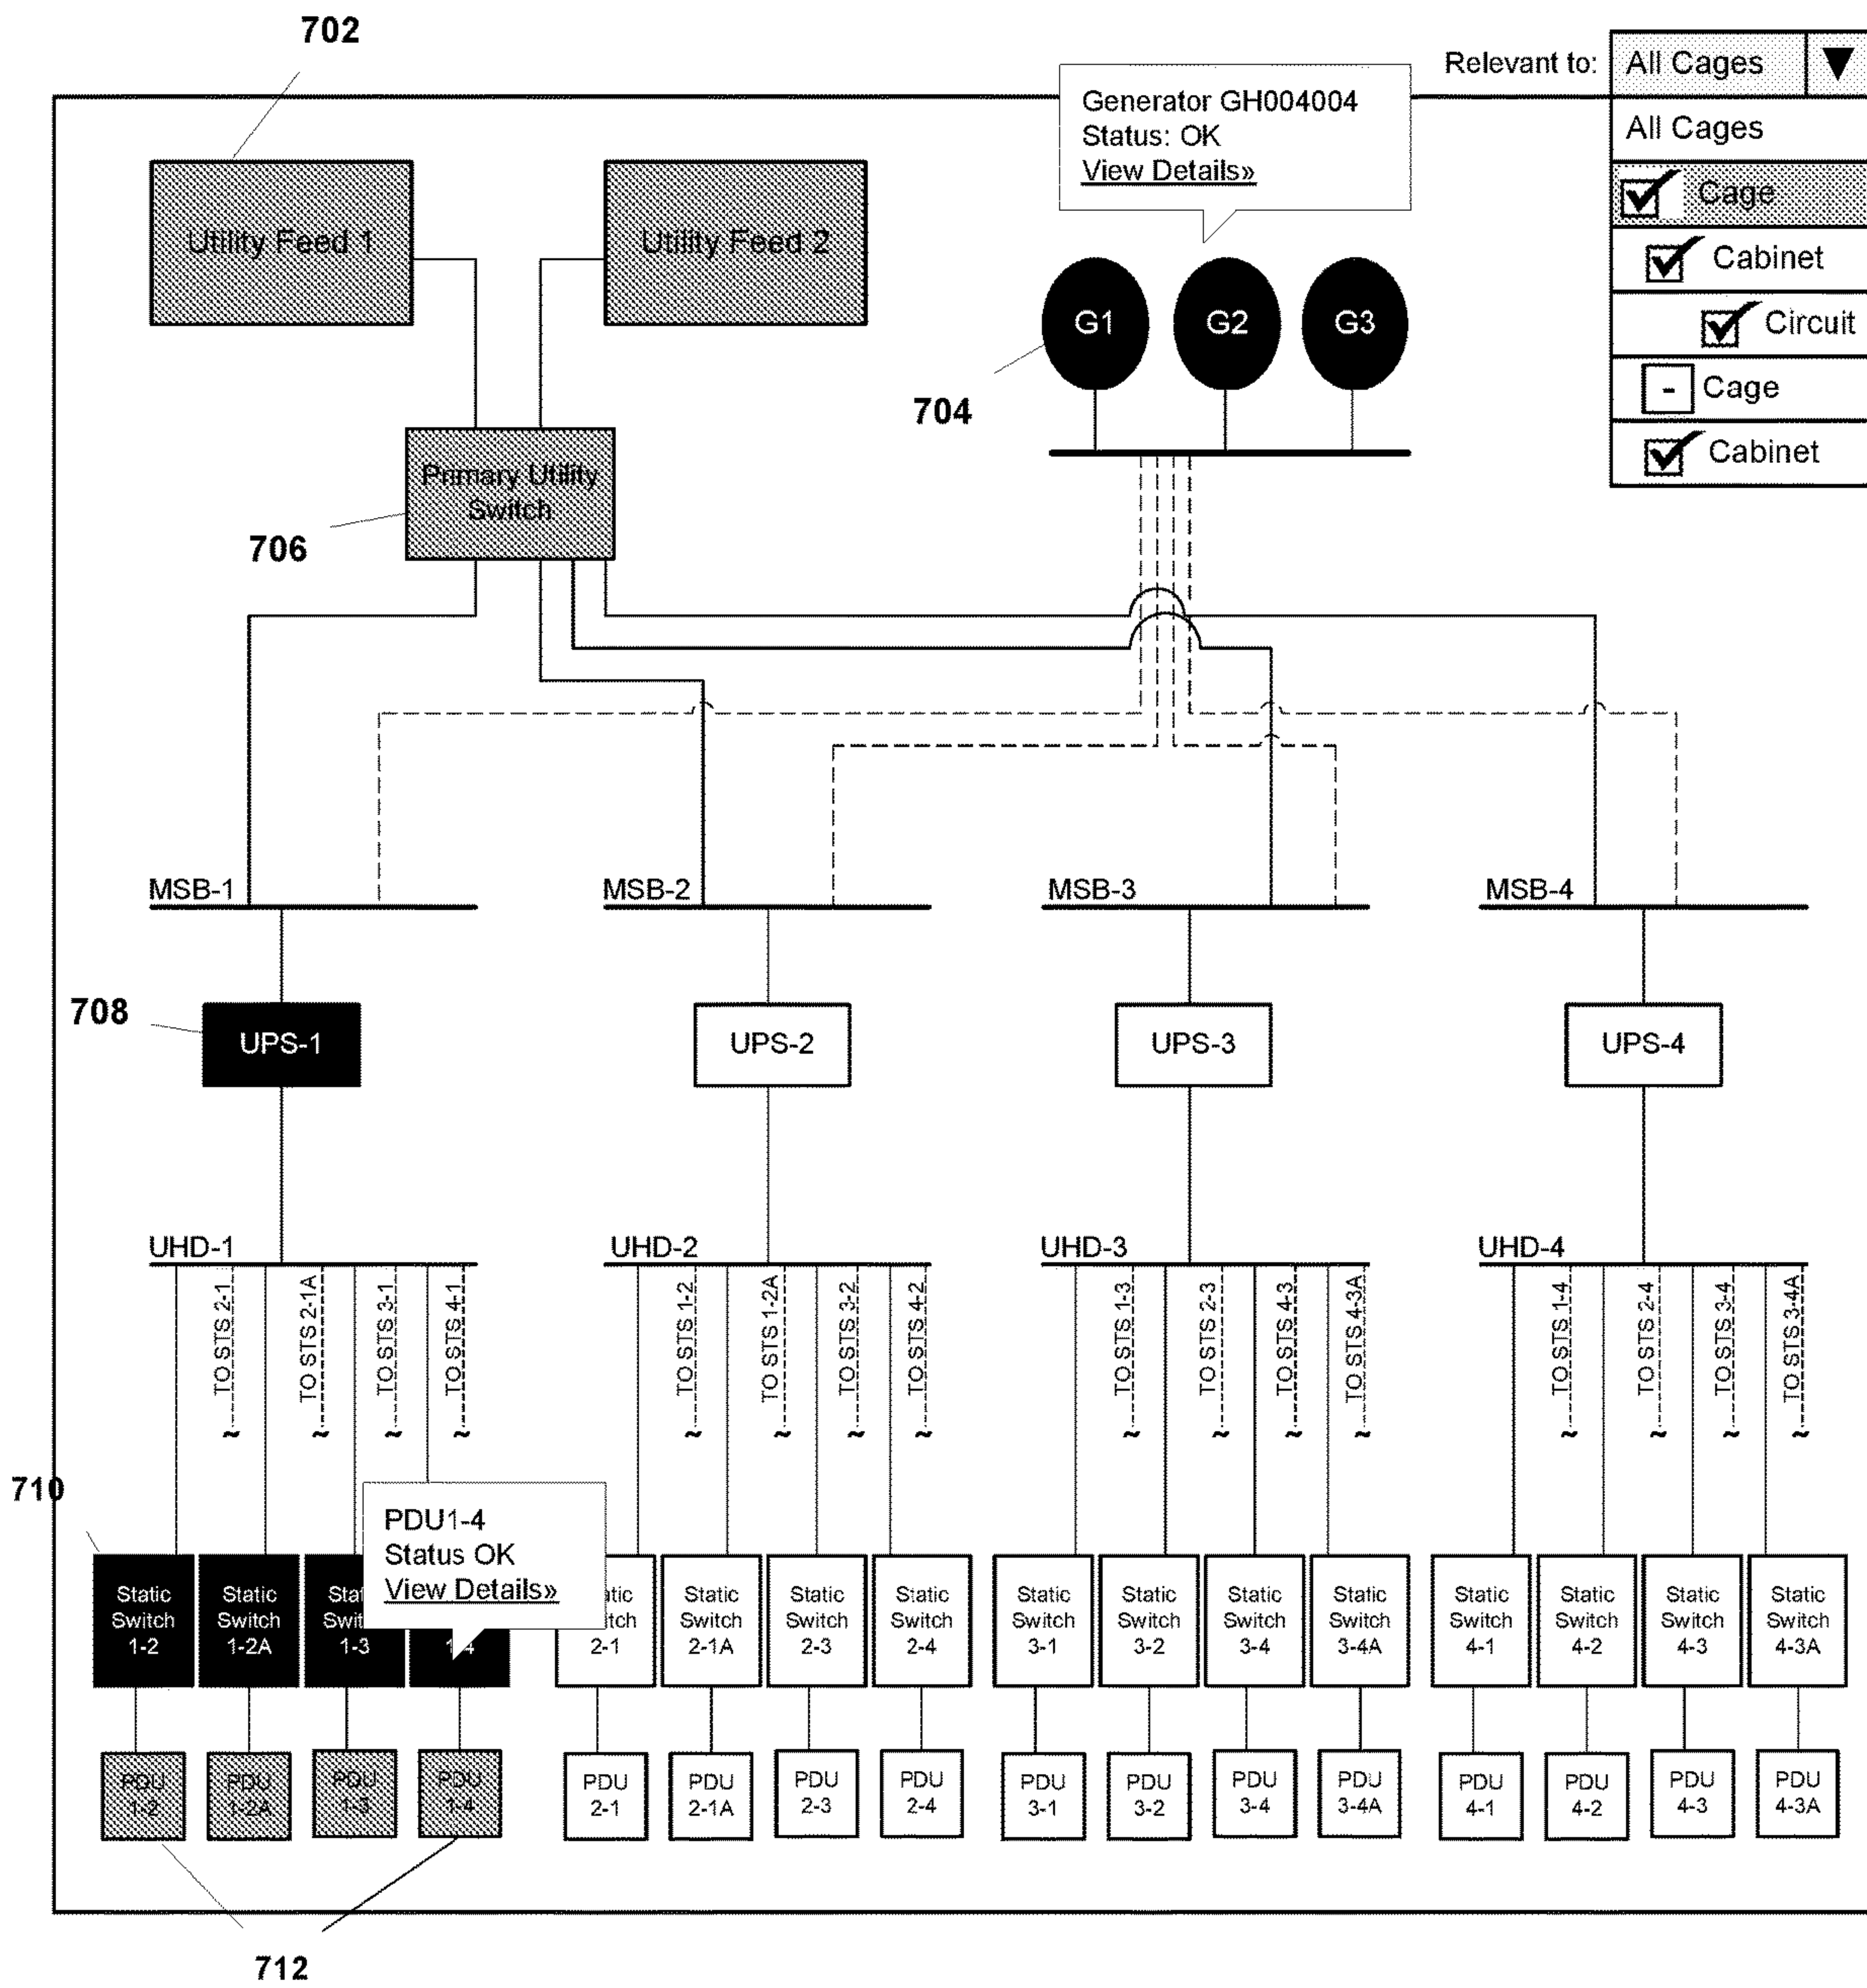 702
Relevant to:
All Cages
All Cages
Cage
Cabinet
Circuit
Cage
Cabinet
Generator GH004004
Status: OK
View Details»
Utility Feed 1
Utility Feed 2
G1
G2
G3
704
Primary Utility
Switch
706
MSB-1
MSB-2
MSB-3
MSB-4
708
UPS-1
UPS-2
UPS-3
UPS-4
UHD-1
UHD-2
UHD-3
UHD-4
TO STS 2-1
TO STS 2-1A
TO STS 3-1
TO STS 4-1
TO STS 1-2
TO STS 1-2A
TO STS 3-2
TO STS 4-2
TO STS 1-3
TO STS 2-3
TO STS 4-3
TO STS 4-3A
TO STS 1-4
TO STS 2-4
TO STS 3-4
TO STS 3-4A
710
PDU1-4
Status OK
View Details»
Static
Switch
1-2
Static
Switch
1-2A
1-3
1-4
2-1
Static
Switch
2-1A
Static
Switch
2-3
Static
Switch
2-4
Static
Switch
3-1
Static
Switch
3-2
Static
Switch
3-4
Static
Switch
3-4A
Static
Switch
4-1
Static
Switch
4-2
Static
Switch
4-3
Static
Switch
4-3A
PDU
1-2
PDU
1-2A
PDU
1-3
PDU
1-4
PDU
2-1
PDU
2-1A
PDU
2-3
PDU
2-4
PDU
3-1
PDU
3-2
PDU
3-4
PDU
3-4A
PDU
4-1
PDU
4-2
PDU
4-3
PDU
4-3A
712